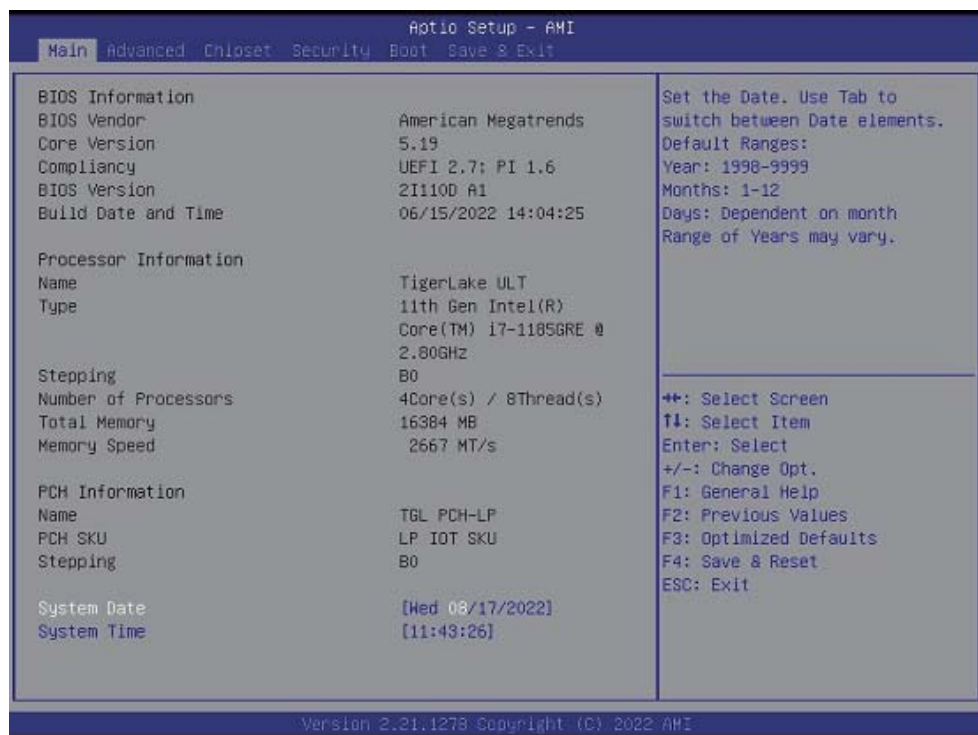 Aptio Setup - AMI
Main Advanced Chipset Security Boot Save & Exit
BIOS Information
BIOS Vendor American Megatrends
Core Version 5.19
Compliancy UEFI 2.7; PI 1.6
BIOS Version 2I110D A1
Build Date and Time 06/15/2022 14:04:25
Processor Information
Name TigerLake ULT
Type 11th Gen Intel(R)
Core(TM) i7-1185GRE @
2.80GHz
Stepping B0
Number of Processors 4Core(s) / 8Thread(s)
Total Memory 16384 MB
Memory Speed 2667 MT/s
PCH Information
Name TGL PCH-LP
PCH SKU LP IOT SKU
Stepping B0
System Date [Wed 08/17/2022]
System Time [11:43:26]
Set the Date. Use Tab to
switch between Date elements.
Default Ranges:
Year: 1998-9999
Months: 1-12
Days: Dependent on month
Range of Years may vary.
→←: Select Screen
↑↓: Select Item
Enter: Select
+/-: Change Opt.
F1: General Help
F2: Previous Values
F3: Optimized Defaults
F4: Save & Reset
ESC: Exit
Version 2.21.1278 Copyright (C) 2022 AMI